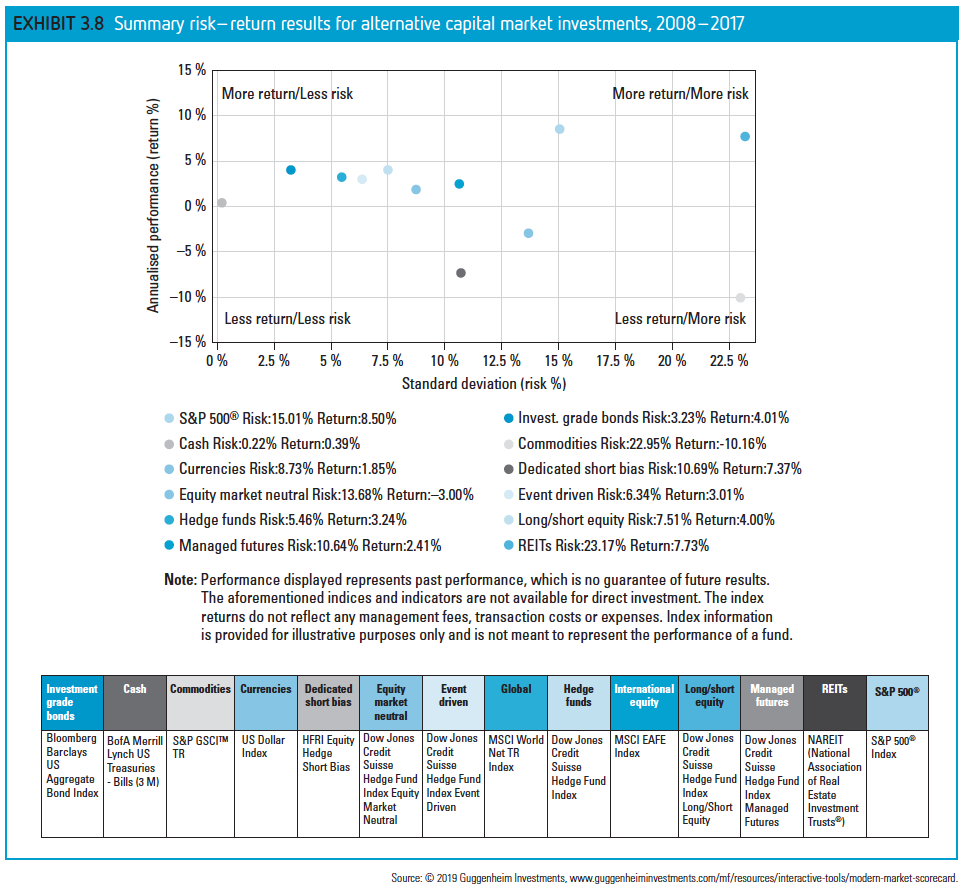 EXHIBIT 3.8 Summary risk–return results for alternative capital market investments, 2008–2017
15 %
10 %
5 %
0 %
–5 %
–10 %
–15 %
Annualised performance (return %)
More return/Less risk
More return/More risk
Less return/Less risk
Less return/More risk
0 %
2.5 %
5 %
7.5 %
10 %
12.5 %
15 %
17.5 %
20 %
22.5 %
Standard deviation (risk %)
S&P 500® Risk:15.01% Return:8.50%
Cash Risk:0.22% Return:0.39%
Currencies Risk:8.73% Return:1.85%
Equity market neutral Risk:13.68% Return:–3.00%
Hedge funds Risk:5.46% Return:3.24%
Managed futures Risk:10.64% Return:2.41%
Invest. grade bonds Risk:3.23% Return:4.01%
Commodities Risk:22.95% Return:-10.16%
Dedicated short bias Risk:10.69% Return:7.37%
Event driven Risk:6.34% Return:3.01%
Long/short equity Risk:7.51% Return:4.00%
REITs Risk:23.17% Return:7.73%
Note: Performance displayed represents past performance, which is no guarantee of future results.
The aforementioned indices and indicators are not available for direct investment. The index
returns do not reflect any management fees, transaction costs or expenses. Index information
is provided for illustrative purposes only and is not meant to represent the performance of a fund.
Investment
grade
bonds
Cash
Commodities
Currencies
Dedicated
short bias
Equity
market
neutral
Event
driven
Global
Hedge
funds
International
equity
Long/short
equity
Managed
futures
REITs
S&P 500®
Bloomberg
Barclays
US
Aggregate
Bond Index
BofA Merrill
Lynch US
Treasuries
- Bills (3 M)
S&P GSCI™
TR
US Dollar
Index
HFRI Equity
Hedge
Short Bias
Dow Jones
Credit
Suisse
Hedge Fund
Index Equity
Market
Neutral
Dow Jones
Credit
Suisse
Hedge Fund
Index Event
Driven
MSCI World
Net TR
Index
Dow Jones
Credit
Suisse
Hedge Fund
Index
MSCI EAFE
Index
Dow Jones
Credit
Suisse
Hedge Fund
Index
Long/Short
Equity
Dow Jones
Credit
Suisse
Hedge Fund
Index
Managed
Futures
NAREIT
(National
Association
of Real
Estate
Investment
Trusts®)
S&P 500®
Index
Source: © 2019 Guggenheim Investments, www.guggenheiminvestments.com/mf/resources/interactive-tools/modern-market-scorecard.